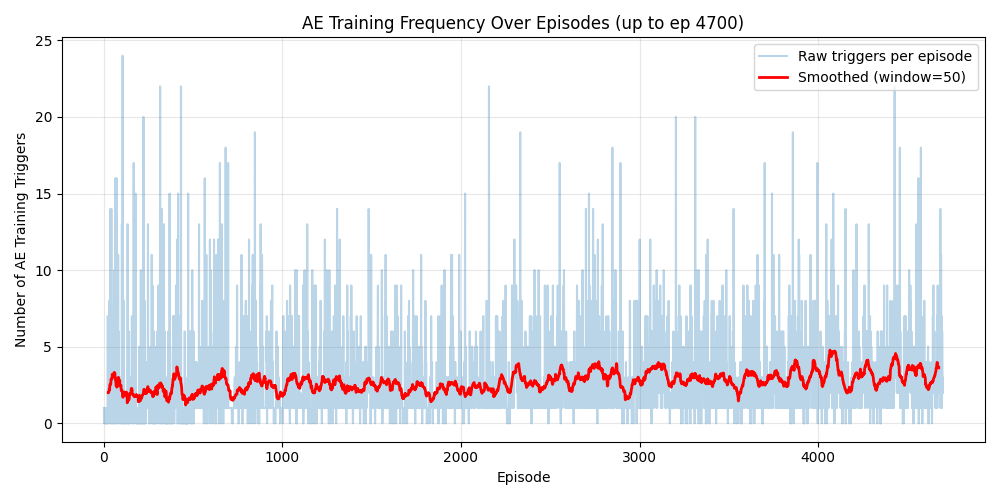 AE Training Frequency Over Episodes (up to ep 4700)
Raw triggers per episode
Smoothed (window=50)
Number of AE Training Triggers
25
20
15
10
5
0
0 1000 2000 3000 4000
Episode